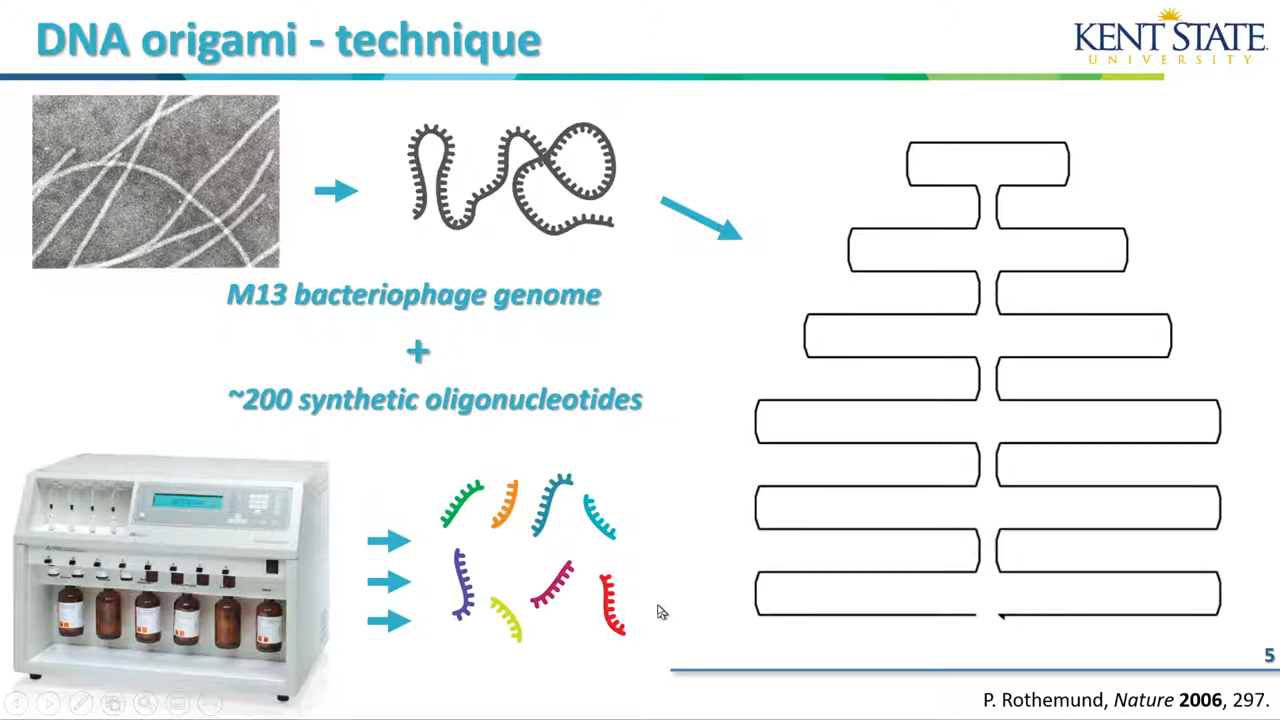 DNA origami - technique
KENT STATE
UNIVERSITY
M13 bacteriophage genome
+
~200 synthetic oligonucleotides
5
P. Rothemund, Nature 2006, 297.